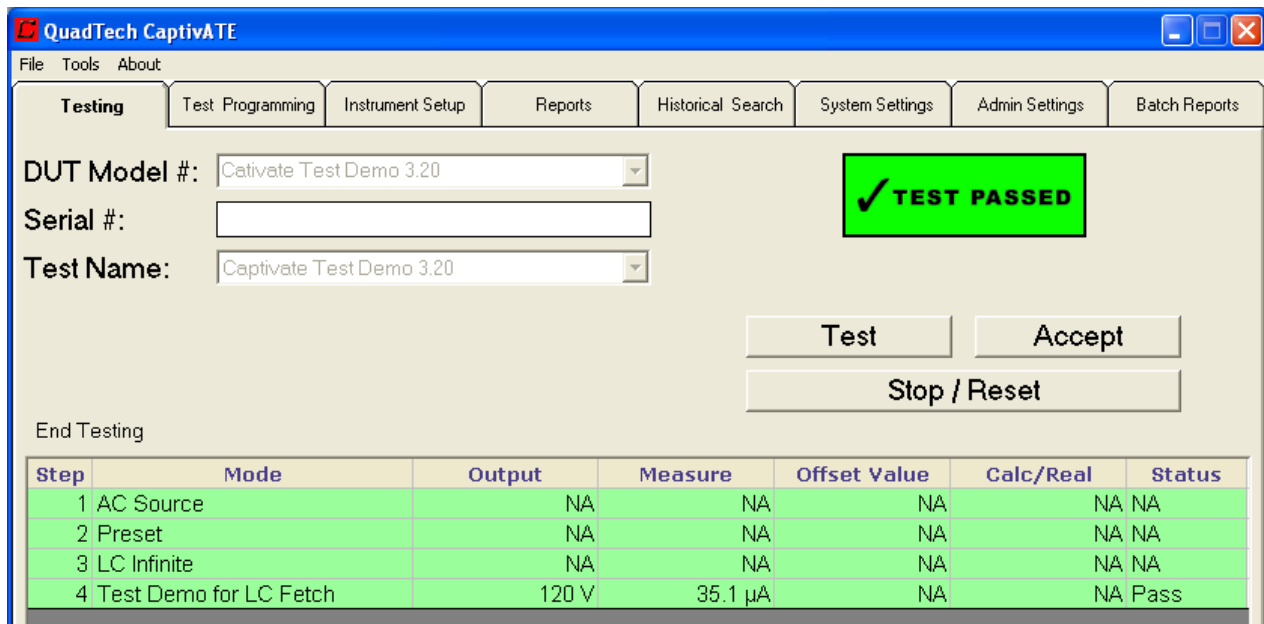 QuadTech CaptivATE
File Tools About
Testing Test Programming Instrument Setup Reports Historical Search System Settings Admin Settings Batch Reports
DUT Model #: Cativate Test Demo 3.20
TEST PASSED
Serial #:
Test Name: Captivate Test Demo 3.20
Test Accept
Stop / Reset
End Testing
Step Mode Output Measure Offset Value Calc/Real Status
1 AC Source NA NA NA NA NA
2 Preset NA NA NA NA NA
3 LC Infinite NA NA NA NA NA
4 Test Demo for LC Fetch 120 V 35.1 µA NA NA Pass